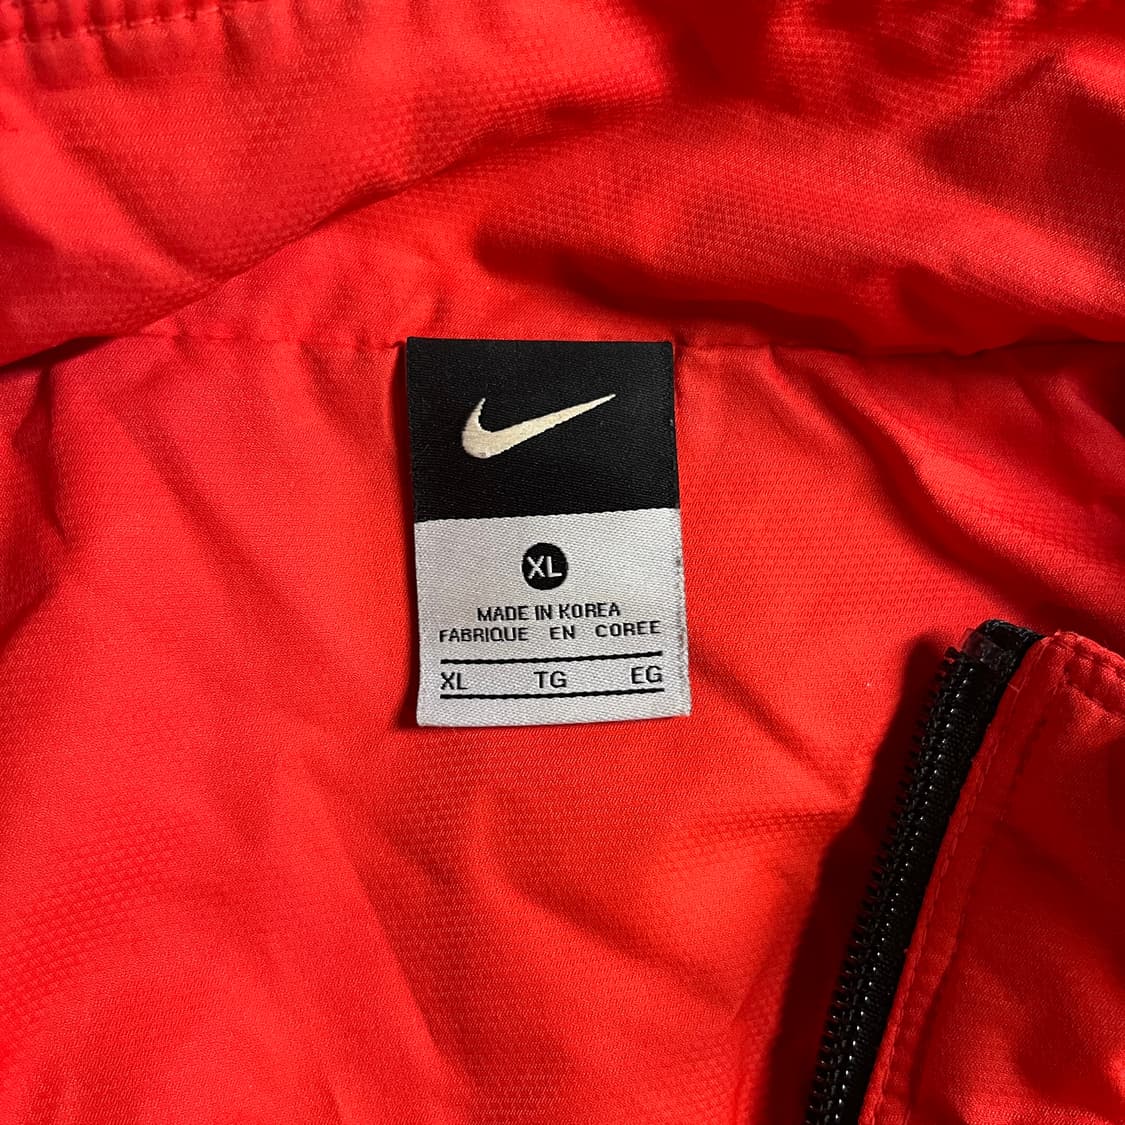 XL
MADE IN KOREA
FABRIQUE EN COREE
XL TG EG